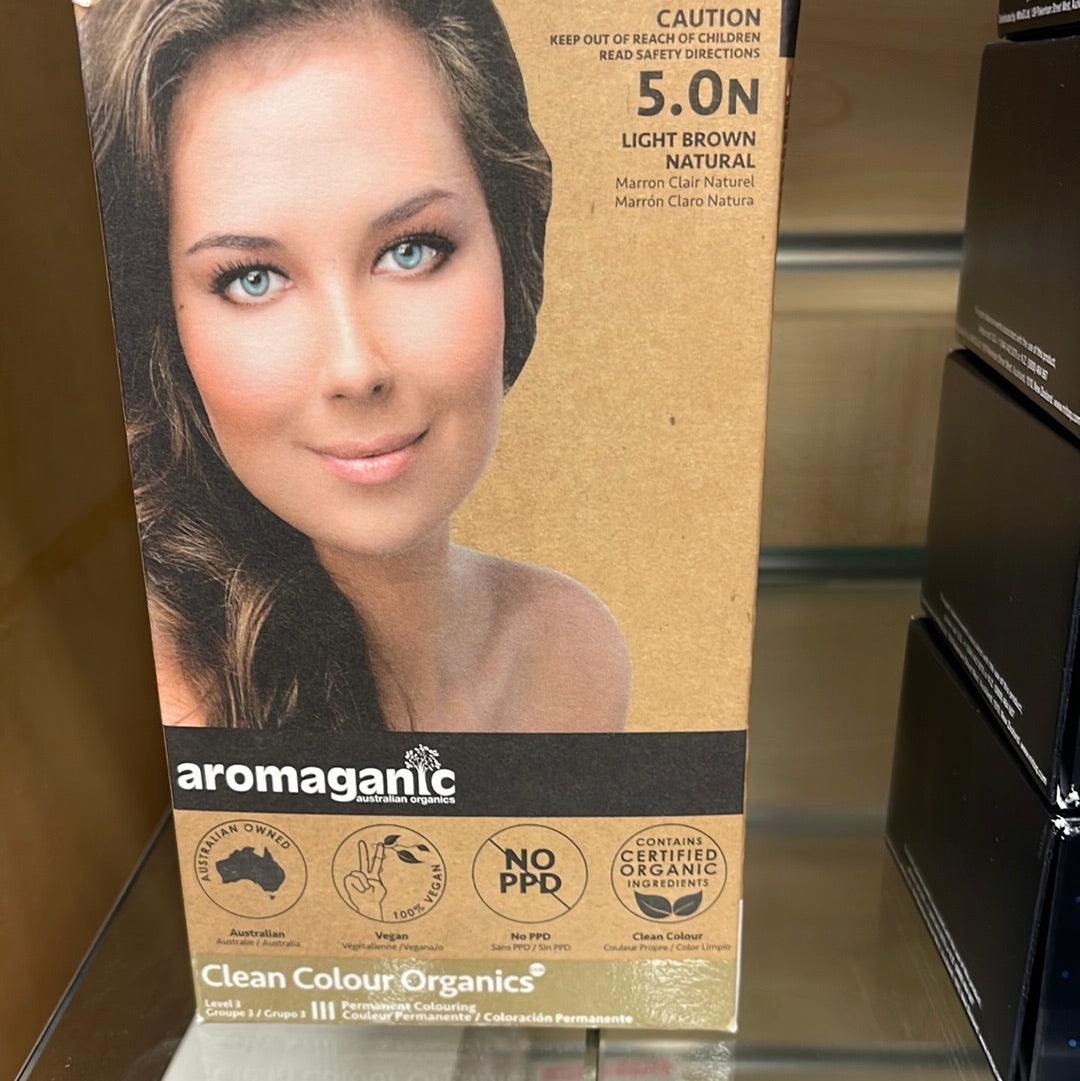 CAUTION
KEEP OUT OF REACH OF CHILDREN
READ SAFETY DIRECTIONS
5.0N
LIGHT BROWN
NATURAL
Marron Clair Naturel
Marrón Claro Natura
aromaganic
australian organics
AUSTRALIAN OWNED
100% VEGAN
NO
PPD
CONTAINS
CERTIFIED
ORGANIC
INGREDIENTS
Australian
Australie / Australia
Vegan
Végétalienne / Vegana/o
No PPD
Sans PPD / Sin PPD
Clean Colour
Couleur Propre / Color Limpio
Clean Colour Organics
Level 3
Groupe 3 / Grupo 3
Permanent Colouring
Couleur Permanente / Coloración Permanente